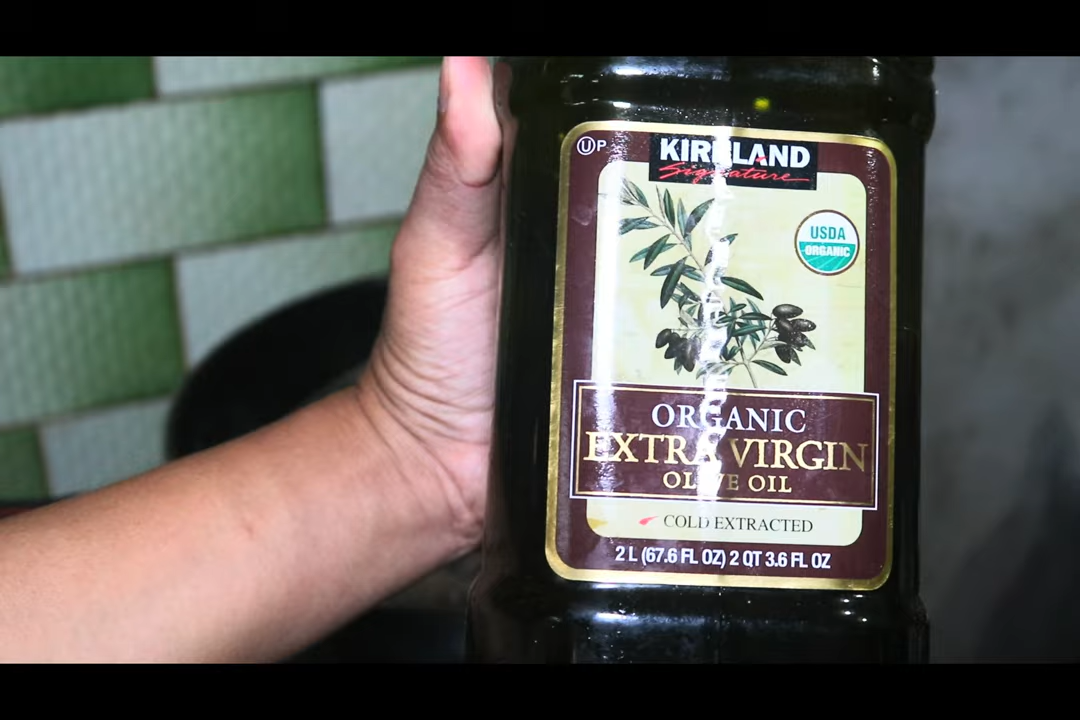 ⓊP
KIRKLAND
Signature
USDA
ORGANIC
ORGANIC
EXTRA VIRGIN
OLIVE OIL
COLD EXTRACTED
2 L (67.6 FL OZ) 2 QT 3.6 FL OZ